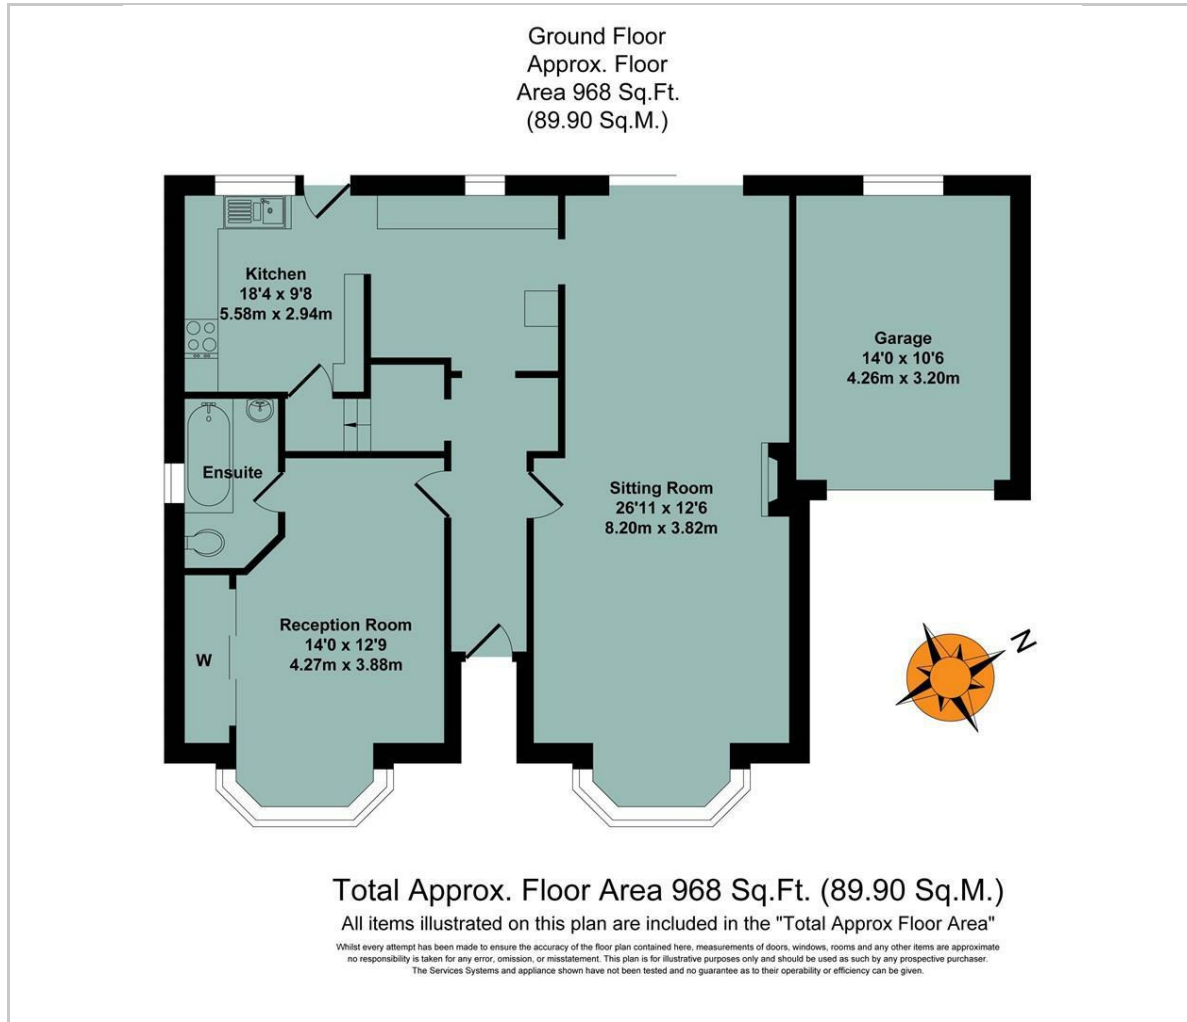 Ground Floor
Approx. Floor
Area 968 Sq.Ft.
(89.90 Sq.M.)
Kitchen
18'4 x 9'8
5.58m x 2.94m
Garage
14'0 x 10'6
4.26m x 3.20m
Ensuite
Sitting Room
26'11 x 12'6
8.20m x 3.82m
Reception Room
14'0 x 12'9
4.27m x 3.88m
W
N
Total Approx. Floor Area 968 Sq.Ft. (89.90 Sq.M.)
All items illustrated on this plan are included in the "Total Approx Floor Area"
Whilst every attempt has been made to ensure the accuracy of the floor plan contained here, measurements of doors, windows, rooms and any other items are approximate
no responsibility is taken for any error, omission, or misstatement. This plan is for illustrative purposes only and should be used as such by any prospective purchaser.
The Services Systems and appliance shown have not been tested and no guarantee as to their operability or efficiency can be given.